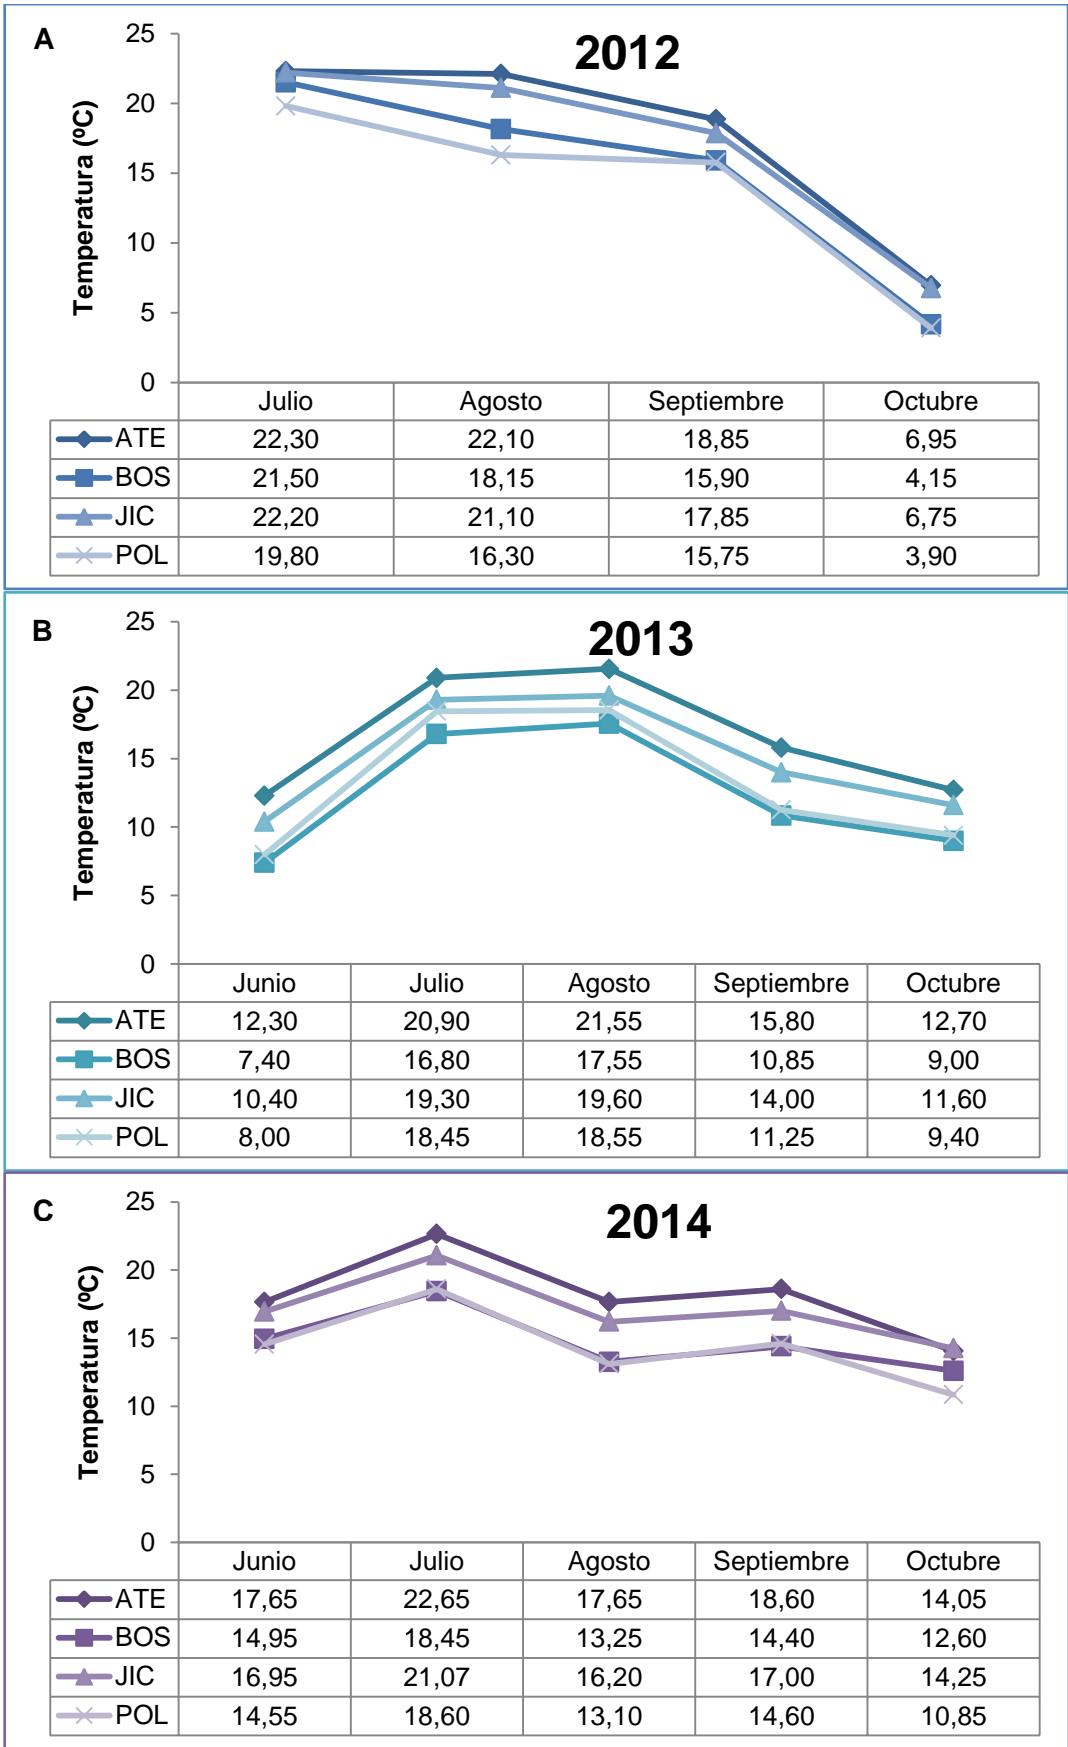 A
2012
Temperatura (ºC)
25
20
15
10
5
0
Julio Agosto Septiembre Octubre
ATE 22,30 22,10 18,85 6,95
BOS 21,50 18,15 15,90 4,15
JIC 22,20 21,10 17,85 6,75
POL 19,80 16,30 15,75 3,90
B
2013
Temperatura (ºC)
25
20
15
10
5
0
Junio Julio Agosto Septiembre Octubre
ATE 12,30 20,90 21,55 15,80 12,70
BOS 7,40 16,80 17,55 10,85 9,00
JIC 10,40 19,30 19,60 14,00 11,60
POL 8,00 18,45 18,55 11,25 9,40
C
2014
Temperatura (ºC)
25
20
15
10
5
0
Junio Julio Agosto Septiembre Octubre
ATE 17,65 22,65 17,65 18,60 14,05
BOS 14,95 18,45 13,25 14,40 12,60
JIC 16,95 21,07 16,20 17,00 14,25
POL 14,55 18,60 13,10 14,60 10,85